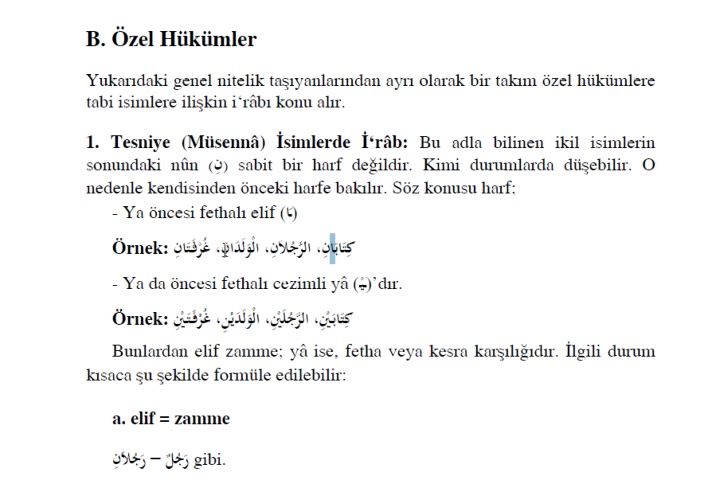 B. Özel Hükümler
Yukarıdaki genel nitelik taşıyanlarından ayrı olarak bir takım özel hükümlere
tabi isimlere ilişkin i‘râbı konu alır.
1. Tesniye (Müsennâ) İsimlerde İ‘râb: Bu adla bilinen ikil isimlerin
sonundaki nûn (نِ) sabit bir harf değildir. Kimi durumlarda düşebilir. O
nedenle kendisinden önceki harfe bakılır. Söz konusu harf:
- Ya öncesi fethalı elif (ـَا)
Örnek: كِتَابَانِ، الرَّجُلاَنِ، الْوَلَدَانِ، غُرْفَتَانِ
- Ya da öncesi fethalı cezimli yâ (ـَيْـ)’dır.
Örnek: كِتَابَيْنِ، الرَّجُلَيْنِ، الْوَلَدَيْنِ، غُرْفَتَيْنِ
Bunlardan elif zamme; yâ ise, fetha veya kesra karşılığıdır. İlgili durum
kısaca şu şekilde formüle edilebilir:
a. elif = zamme
رَجُلٌ – رَجُلاَنِ gibi.